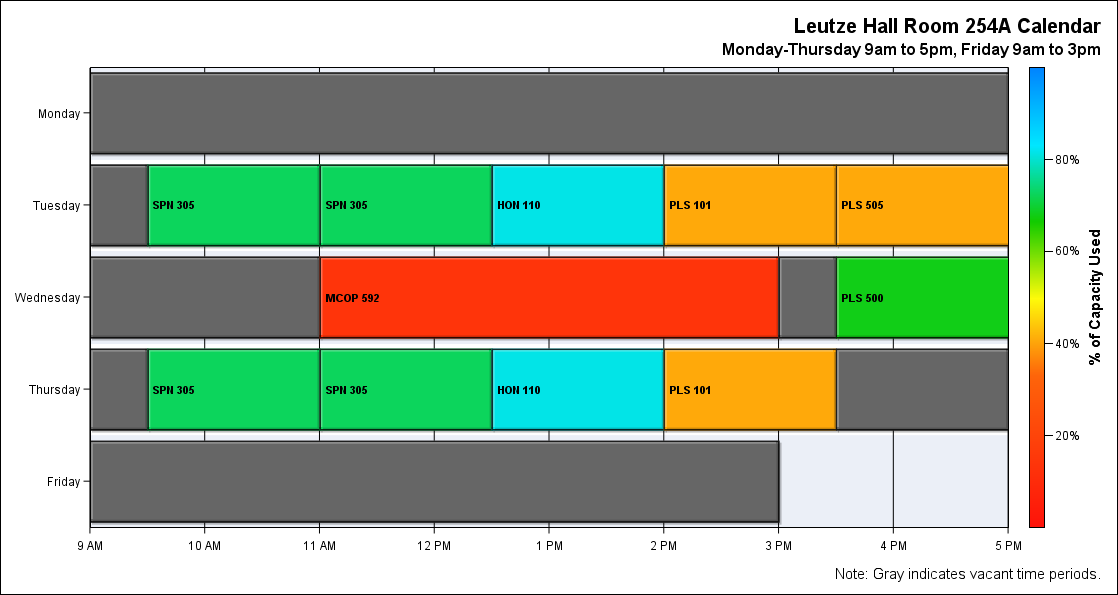 Leutze Hall Room 254A Calendar
Monday-Thursday 9am to 5pm, Friday 9am to 3pm
Monday
Tuesday
SPN 305
SPN 305
HON 110
PLS 101
PLS 505
Wednesday
MCOP 592
PLS 500
Thursday
SPN 305
SPN 305
HON 110
PLS 101
Friday
9 AM
10 AM
11 AM
12 PM
1 PM
2 PM
3 PM
4 PM
5 PM
80%
60%
40%
20%
% of Capacity Used
Note: Gray indicates vacant time periods.